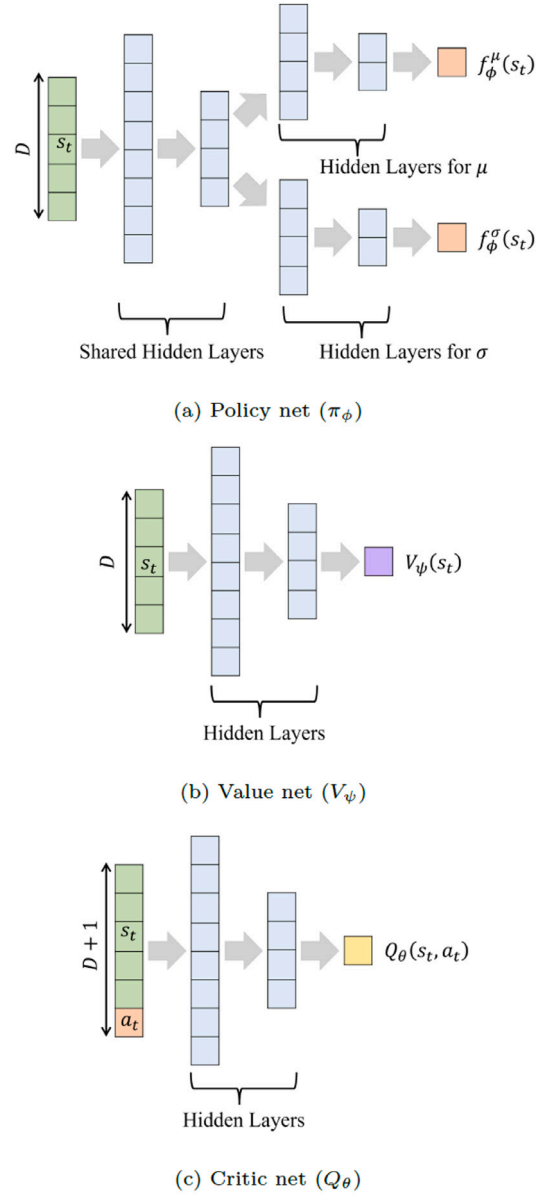 D
s_t
f_ϕ^μ(s_t)
Hidden Layers for μ
f_ϕ^σ(s_t)
Shared Hidden Layers
Hidden Layers for σ
(a) Policy net (π_ϕ)
D
s_t
V_ψ(s_t)
Hidden Layers
(b) Value net (V_ψ)
D + 1
s_t
a_t
Q_θ(s_t, a_t)
Hidden Layers
(c) Critic net (Q_θ)